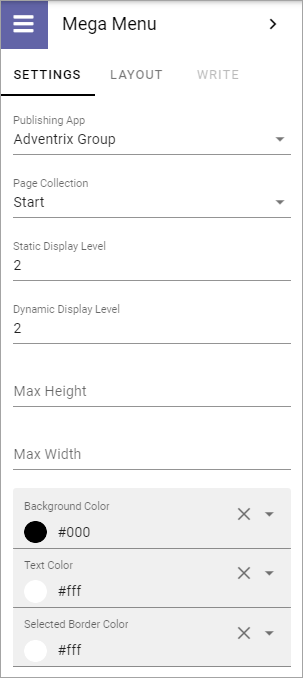 Mega Menu
SETTINGS LAYOUT WRITE
Publishing App
Adventrix Group
Page Collection
Start
Static Display Level
2
Dynamic Display Level
2
Max Height
Max Width
Background Color
#000
Text Color
#fff
Selected Border Color
#fff